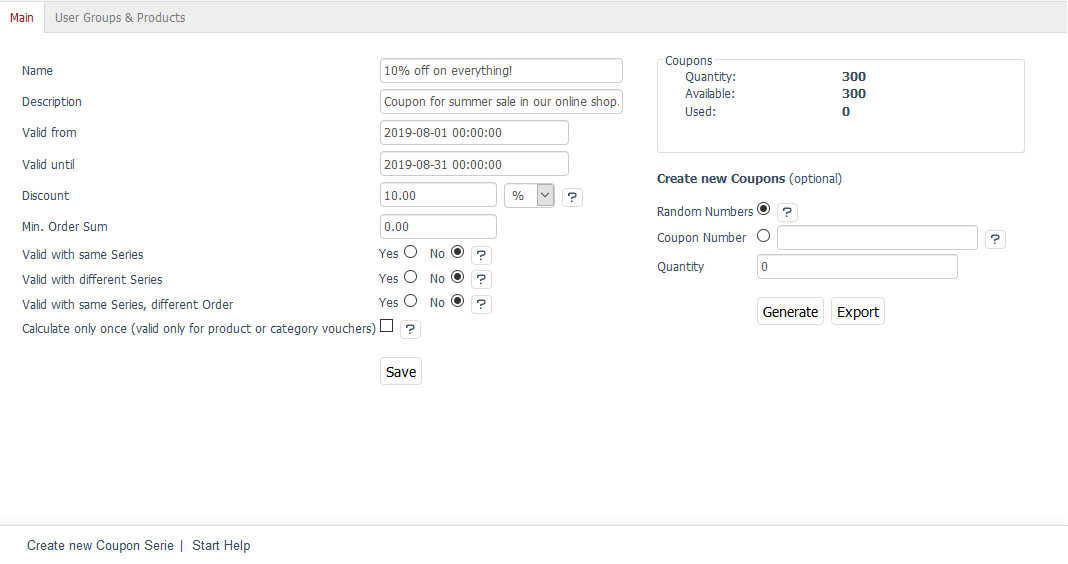 Main User Groups & Products
Name 10% off on everything!
Description Coupon for summer sale in our online shop.
Valid from 2019-08-01 00:00:00
Valid until 2019-08-31 00:00:00
Discount 10.00 % ?
Min. Order Sum 0.00
Valid with same Series Yes No ?
Valid with different Series Yes No ?
Valid with same Series, different Order Yes No ?
Calculate only once (valid only for product or category vouchers) ?
Save
Coupons
Quantity: 300
Available: 300
Used: 0
Create new Coupons (optional)
Random Numbers ?
Coupon Number ?
Quantity 0
Generate Export
Create new Coupon Serie | Start Help